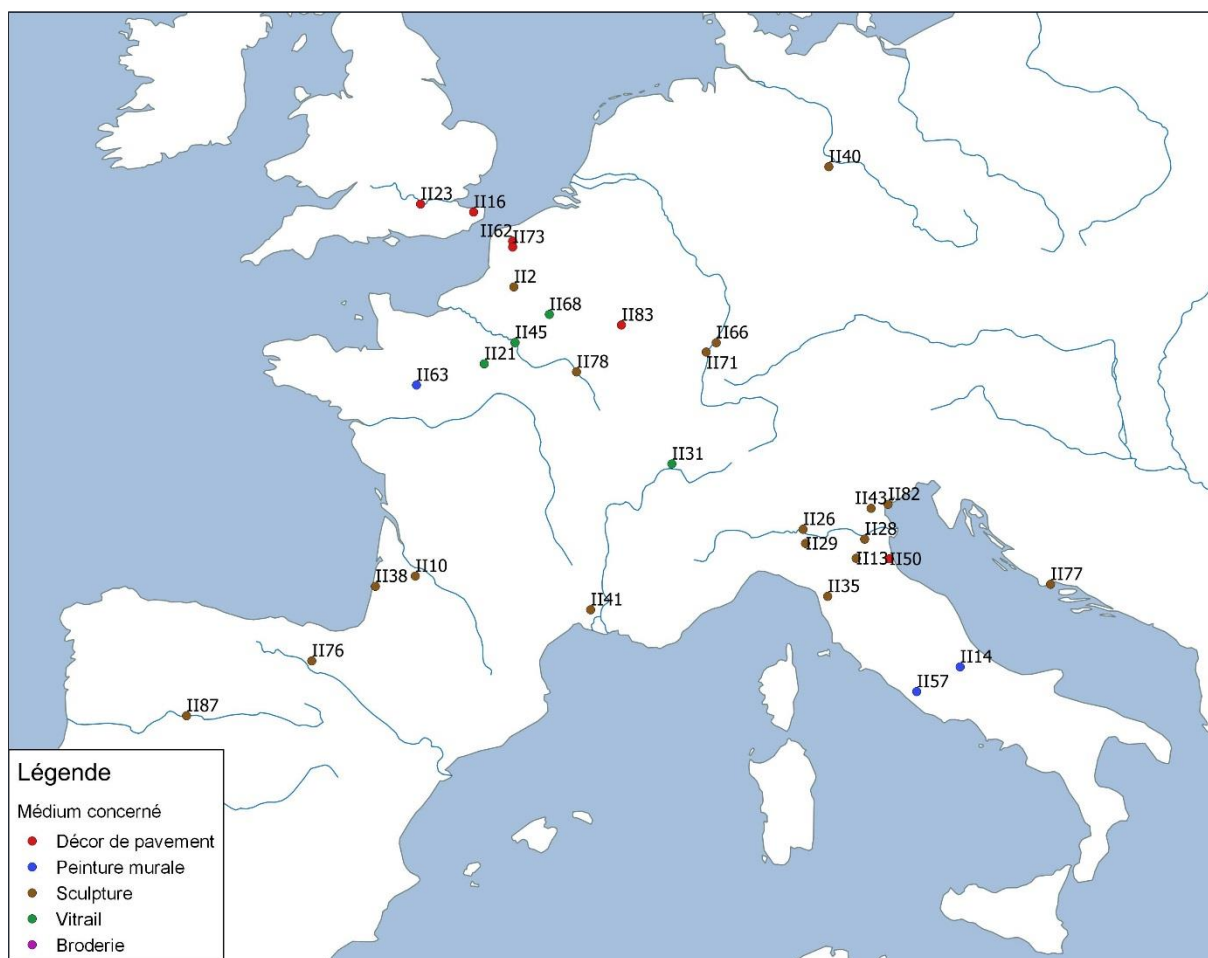 II40
II23
II16
II62
II73
II2
II68
II83
II45
II66
II21
II71
II78
II63
II31
II43
II82
II26
II28
II29
II13
II50
II10
II38
II77
II35
II41
II76
II14
II57
II87
Légende
Médium concerné
Décor de pavement
Peinture murale
Sculpture
Vitrail
Broderie